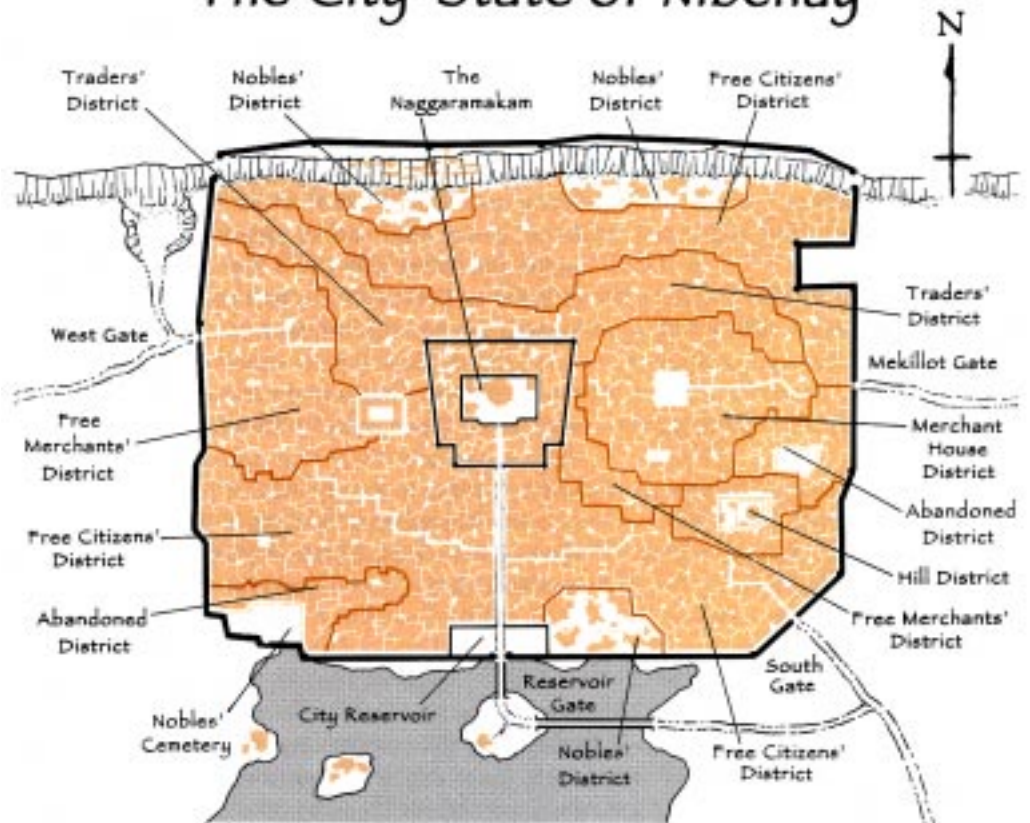 The City State of Nibenay
N
Traders'
District
Nobles'
District
The
Naggaramakam
Nobles'
District
Free Citizens'
District
West Gate
Traders'
District
Mekillot Gate
Free
Merchants'
District
Merchant
House
District
Free Citizens'
District
Abandoned
District
Hill District
Abandoned
District
Free Merchants'
District
South
Gate
Reservoir
Gate
City Reservoir
Nobles'
Cemetery
Nobles'
District
Free Citizens'
District